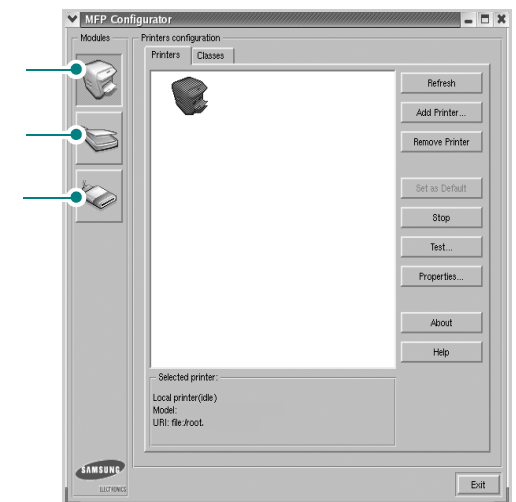 MFP Configurator
Modules
Printers configuration
Printers
Classes
Refresh
Add Printer...
Remove Printer
Set as Default
Stop
Test...
Properties...
About
Help
Selected printer:
Local printer(idle)
Model:
URI: file:/root.
SAMSUNG
ELECTRONICS
Exit